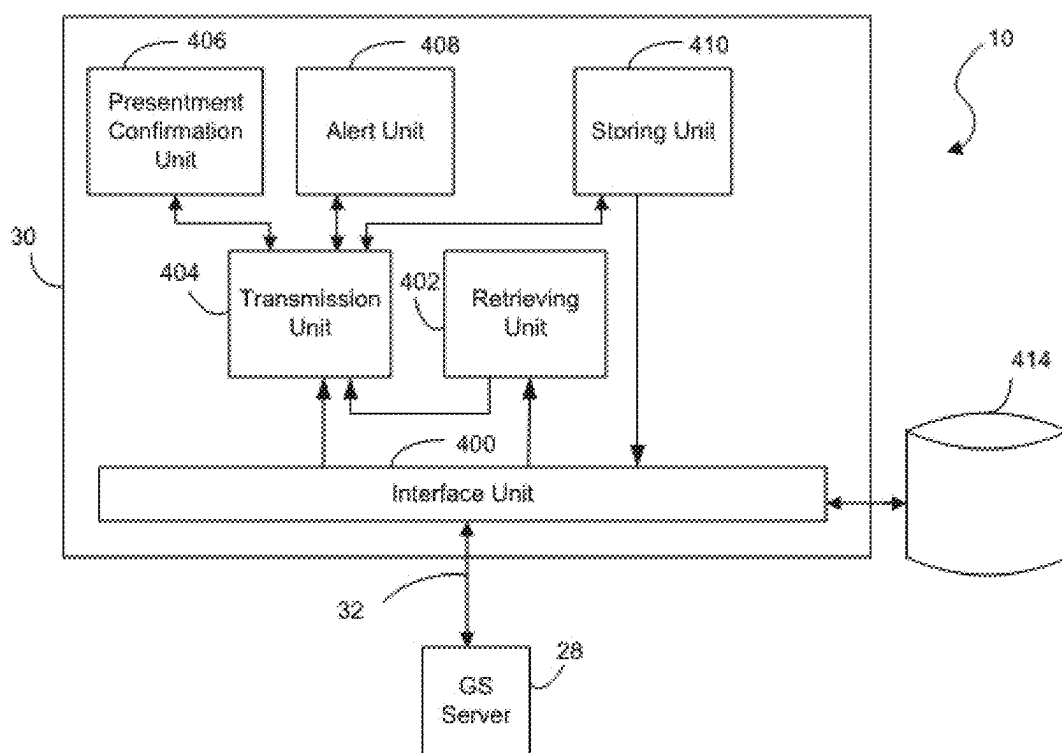 406
408
410
10
Presentment
Confirmation
Unit
Alert Unit
Storing Unit
30
404
Transmission
Unit
402
Retrieving
Unit
414
400
Interface Unit
32
28
GS
Server